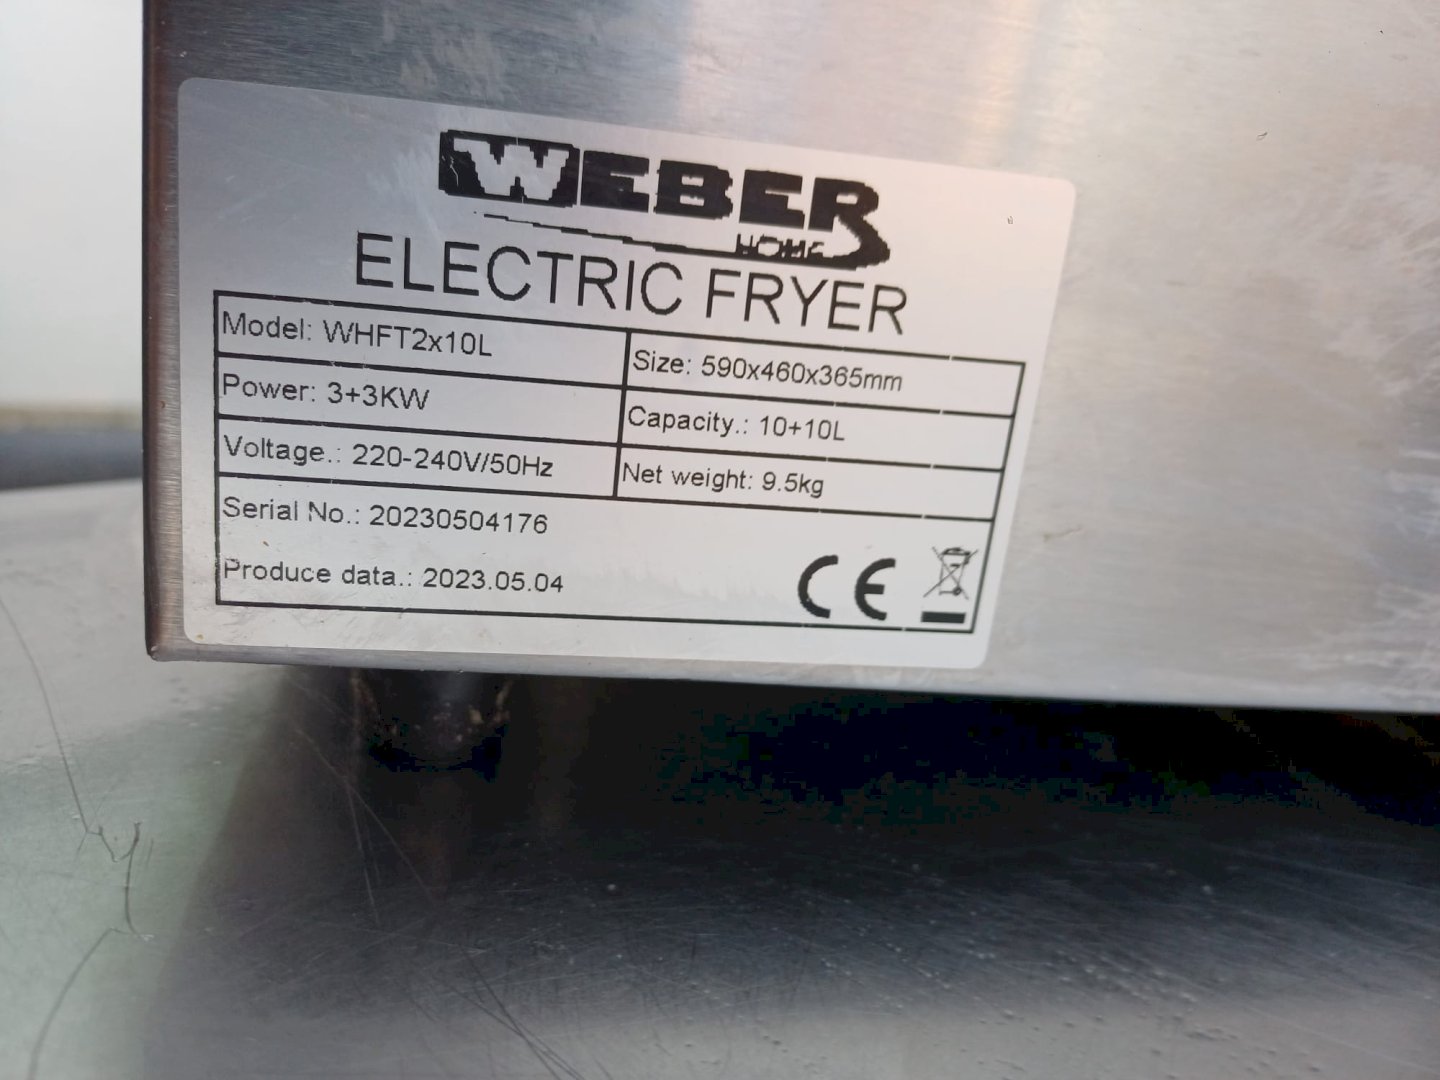 WEBER
HOME
ELECTRIC FRYER
Model: WHFT2x10L
Size: 590x460x365mm
Power: 3+3KW
Capacity.: 10+10L
Voltage.: 220-240V/50Hz
Net weight: 9.5kg
Serial No.: 20230504176
Produce data.: 2023.05.04
CE